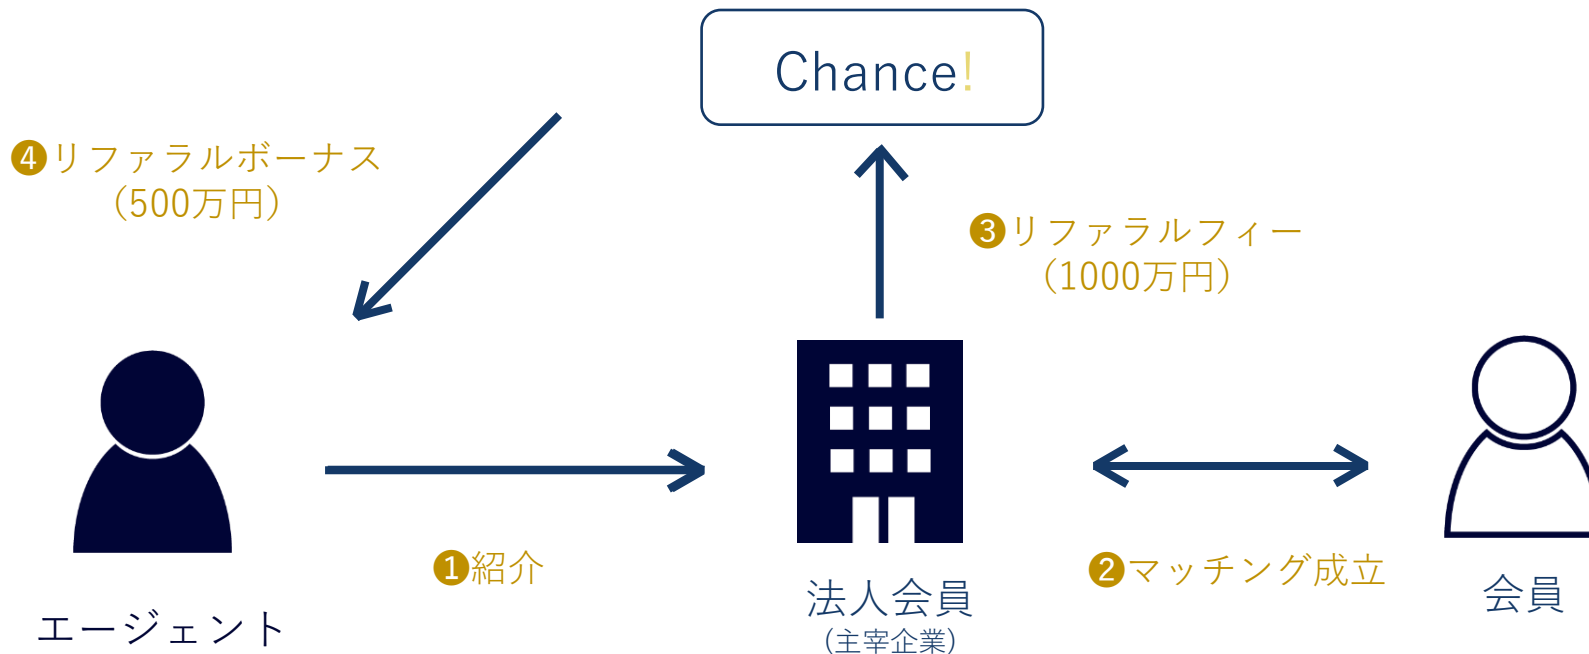 Chance!
❹リファラルボーナス
（500万円）
❸リファラルフィー
（1000万円）
❶紹介
❷マッチング成立
エージェント
法人会員
（主宰企業）
会員